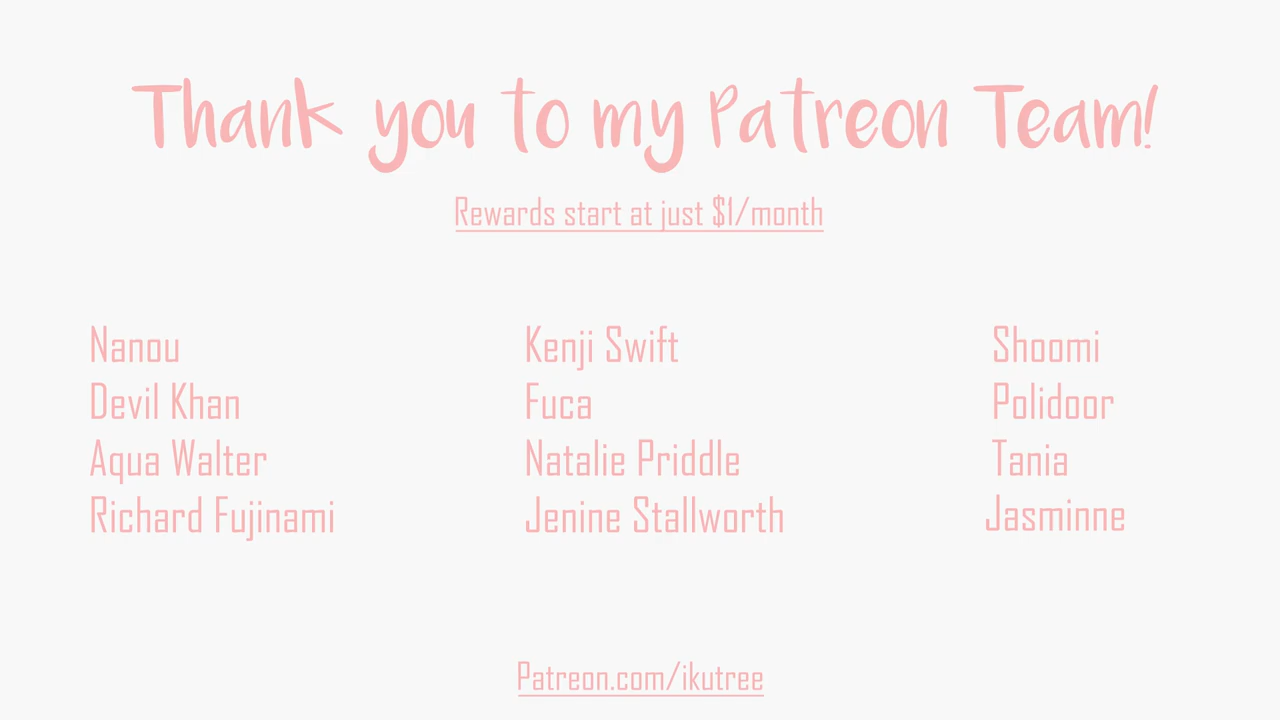 Thank you to my Patreon Team!
Rewards start at just $1/month
Nanou
Devil Khan
Aqua Walter
Richard Fujinami
Kenji Swift
Fuca
Natalie Priddle
Jenine Stallworth
Shoomi
Polidoor
Tania
Jasminne
Patreon.com/ikutree